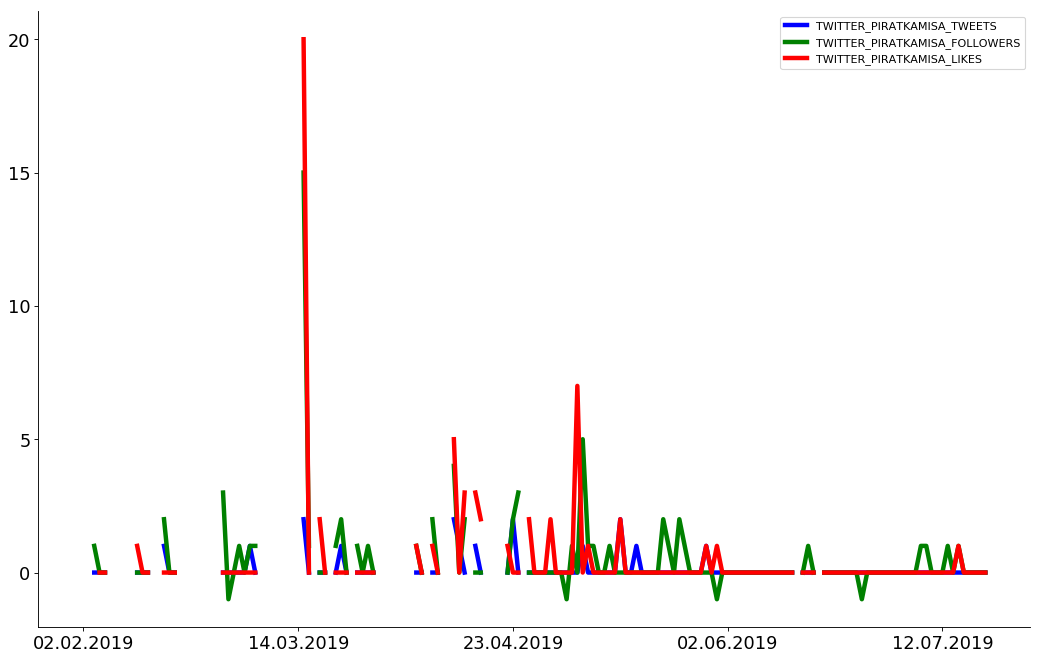 TWITTER_PIRATKAMISA_TWEETS
TWITTER_PIRATKAMISA_FOLLOWERS
TWITTER_PIRATKAMISA_LIKES
20
15
10
5
0
02.02.2019 14.03.2019 23.04.2019 02.06.2019 12.07.2019